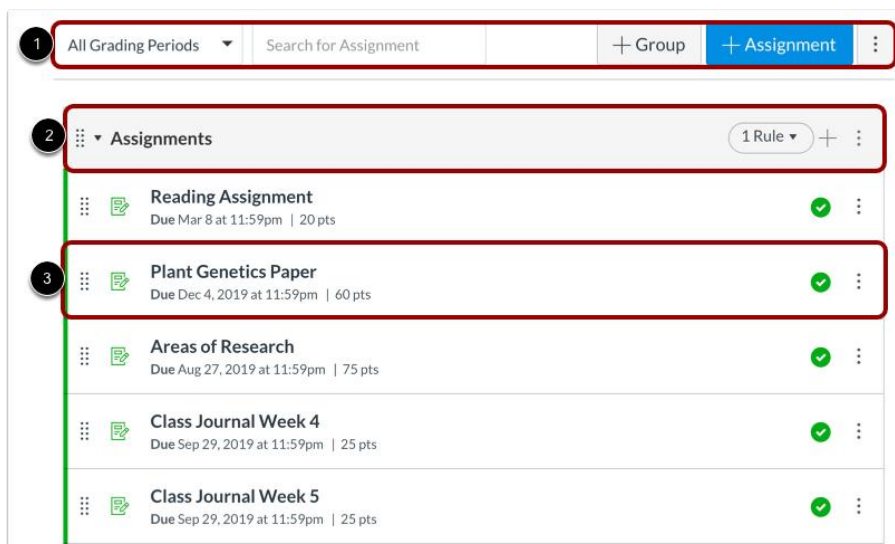 1 All Grading Periods Search for Assignment + Group + Assignment
2 Assignments 1 Rule +
Reading Assignment
Due Mar 8 at 11:59pm | 20 pts
3 Plant Genetics Paper
Due Dec 4, 2019 at 11:59pm | 60 pts
Areas of Research
Due Aug 27, 2019 at 11:59pm | 75 pts
Class Journal Week 4
Due Sep 29, 2019 at 11:59pm | 25 pts
Class Journal Week 5
Due Sep 29, 2019 at 11:59pm | 25 pts